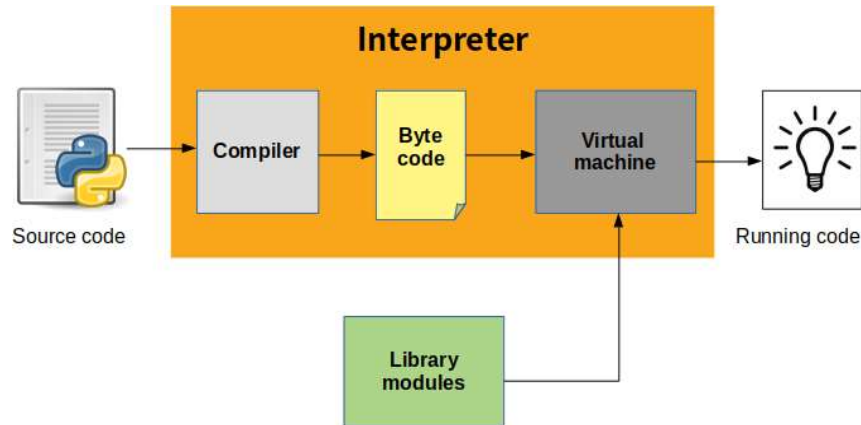 Interpreter
Compiler
Byte
code
Virtual
machine
Source code
Running code
Library
modules